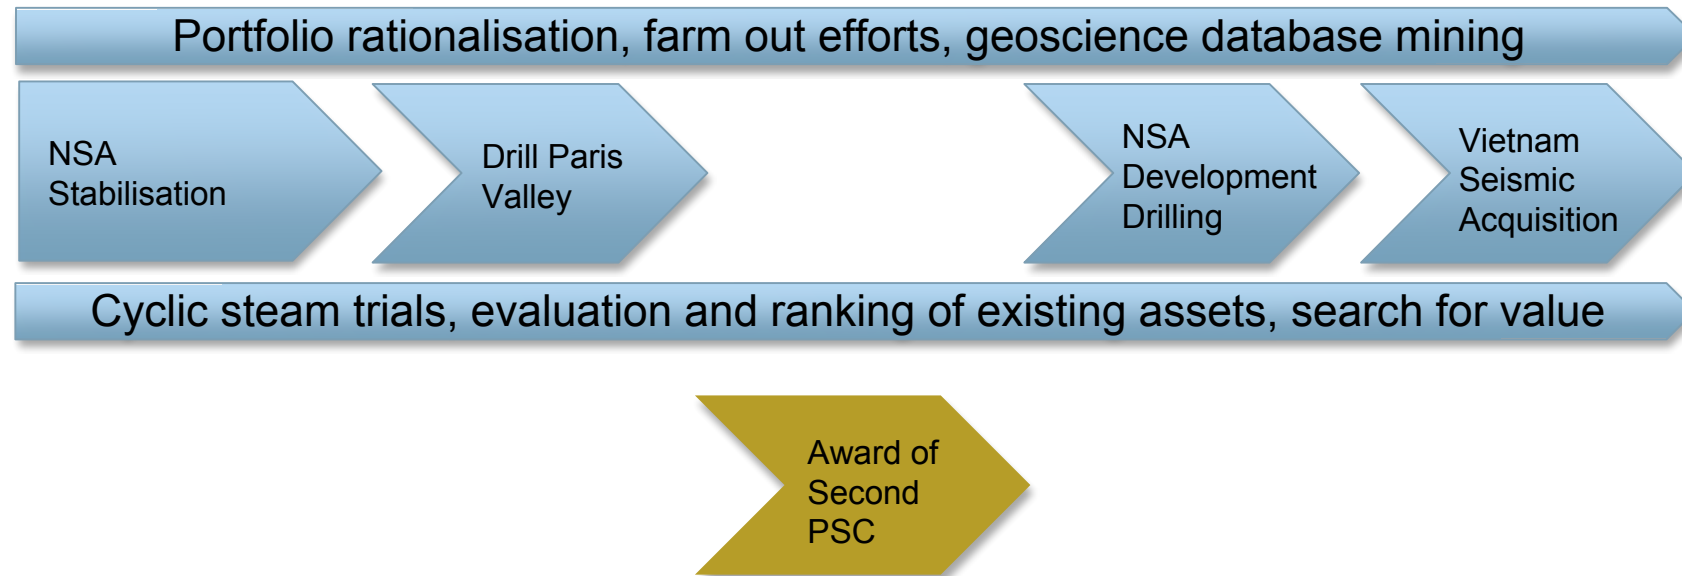 Portfolio rationalisation, farm out efforts, geoscience database mining
NSA
Stabilisation
Drill Paris
Valley
NSA
Development
Drilling
Vietnam
Seismic
Acquisition
Cyclic steam trials, evaluation and ranking of existing assets, search for value
Award of
Second
PSC